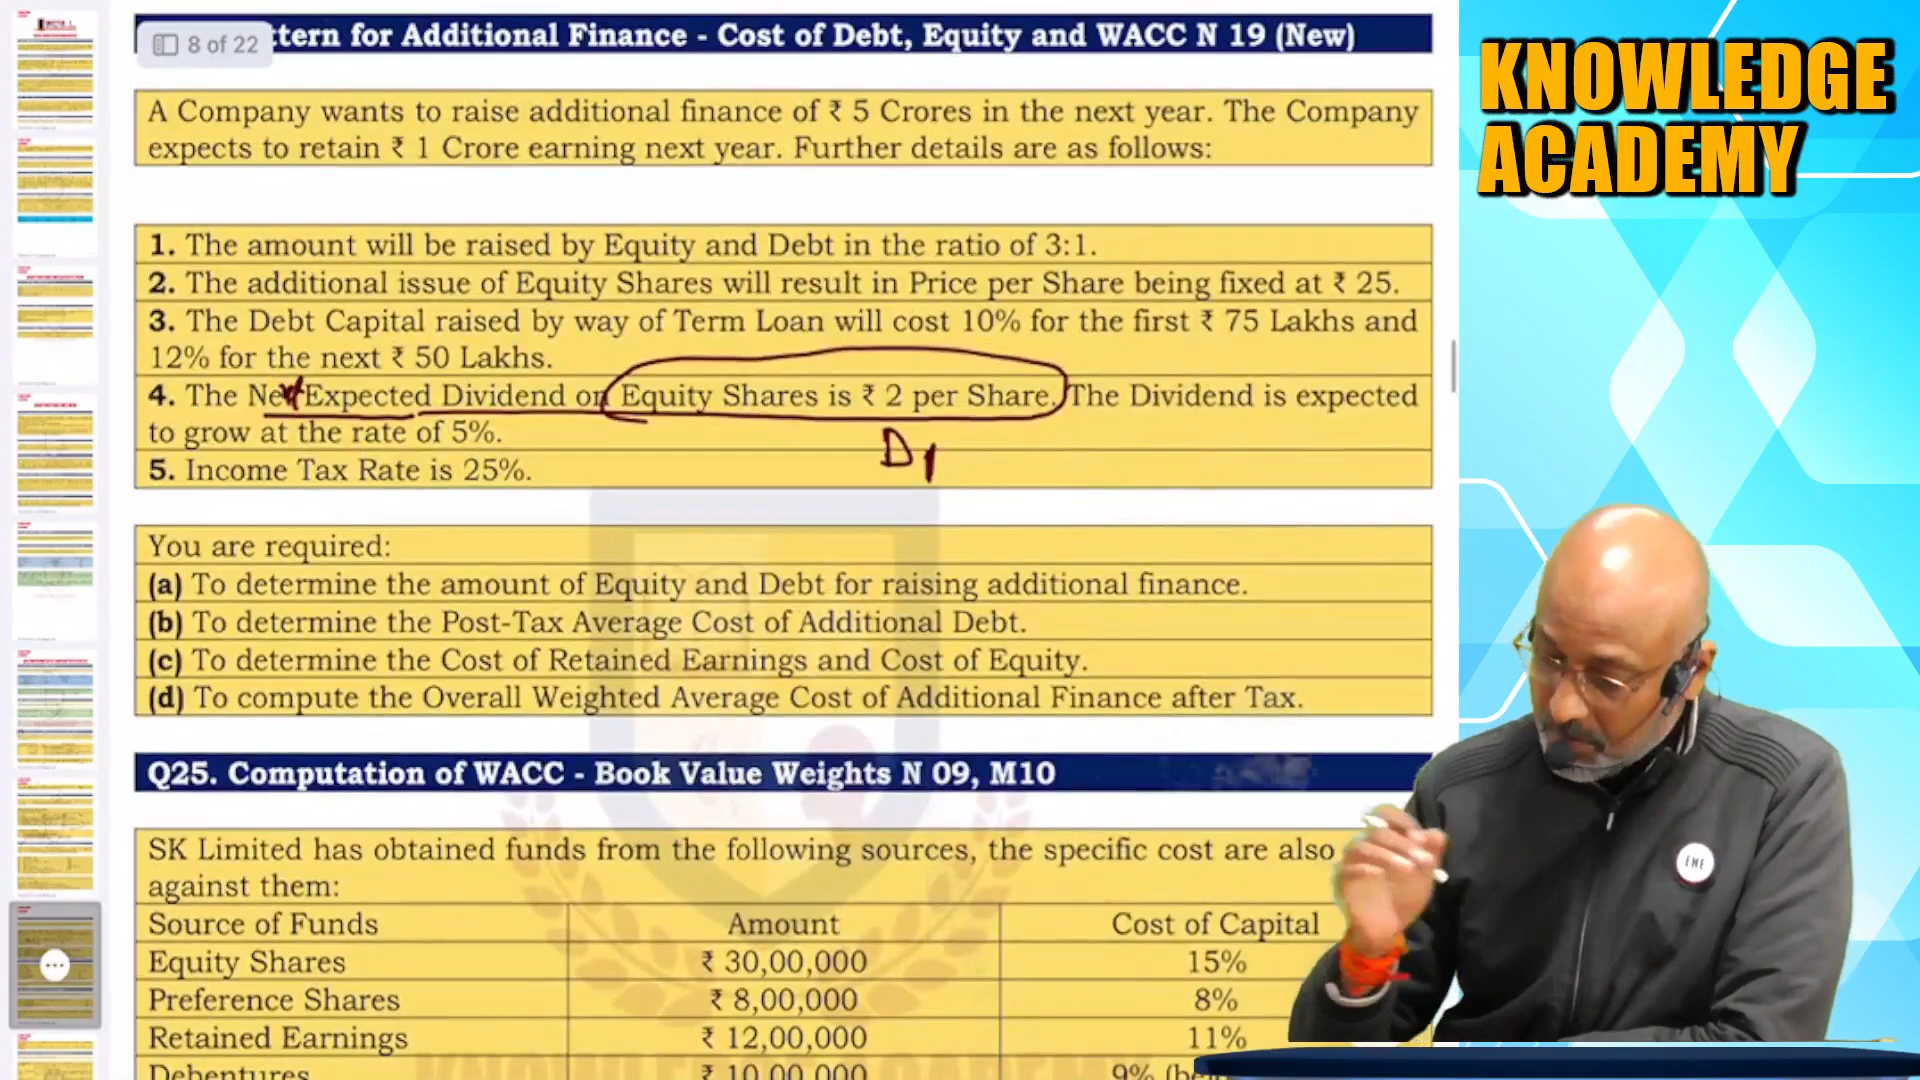 8 of 22
ttern for Additional Finance - Cost of Debt, Equity and WACC N 19 (New)
A Company wants to raise additional finance of ₹ 5 Crores in the next year. The Company
expects to retain ₹ 1 Crore earning next year. Further details are as follows:
1. The amount will be raised by Equity and Debt in the ratio of 3:1.
2. The additional issue of Equity Shares will result in Price per Share being fixed at ₹ 25.
3. The Debt Capital raised by way of Term Loan will cost 10% for the first ₹ 75 Lakhs and
12% for the next ₹ 50 Lakhs.
4. The Next Expected Dividend on Equity Shares is ₹ 2 per Share. The Dividend is expected
to grow at the rate of 5%.
D1
5. Income Tax Rate is 25%.
You are required:
(a) To determine the amount of Equity and Debt for raising additional finance.
(b) To determine the Post-Tax Average Cost of Additional Debt.
(c) To determine the Cost of Retained Earnings and Cost of Equity.
(d) To compute the Overall Weighted Average Cost of Additional Finance after Tax.
Q25. Computation of WACC - Book Value Weights N 09, M10
SK Limited has obtained funds from the following sources, the specific cost are also
against them:
Source of Funds Amount Cost of Capital
Equity Shares ₹ 30,00,000 15%
Preference Shares ₹ 8,00,000 8%
Retained Earnings ₹ 12,00,000 11%
Debentures ₹ 10,00,000 9%
KNOWLEDGE
ACADEMY
EME